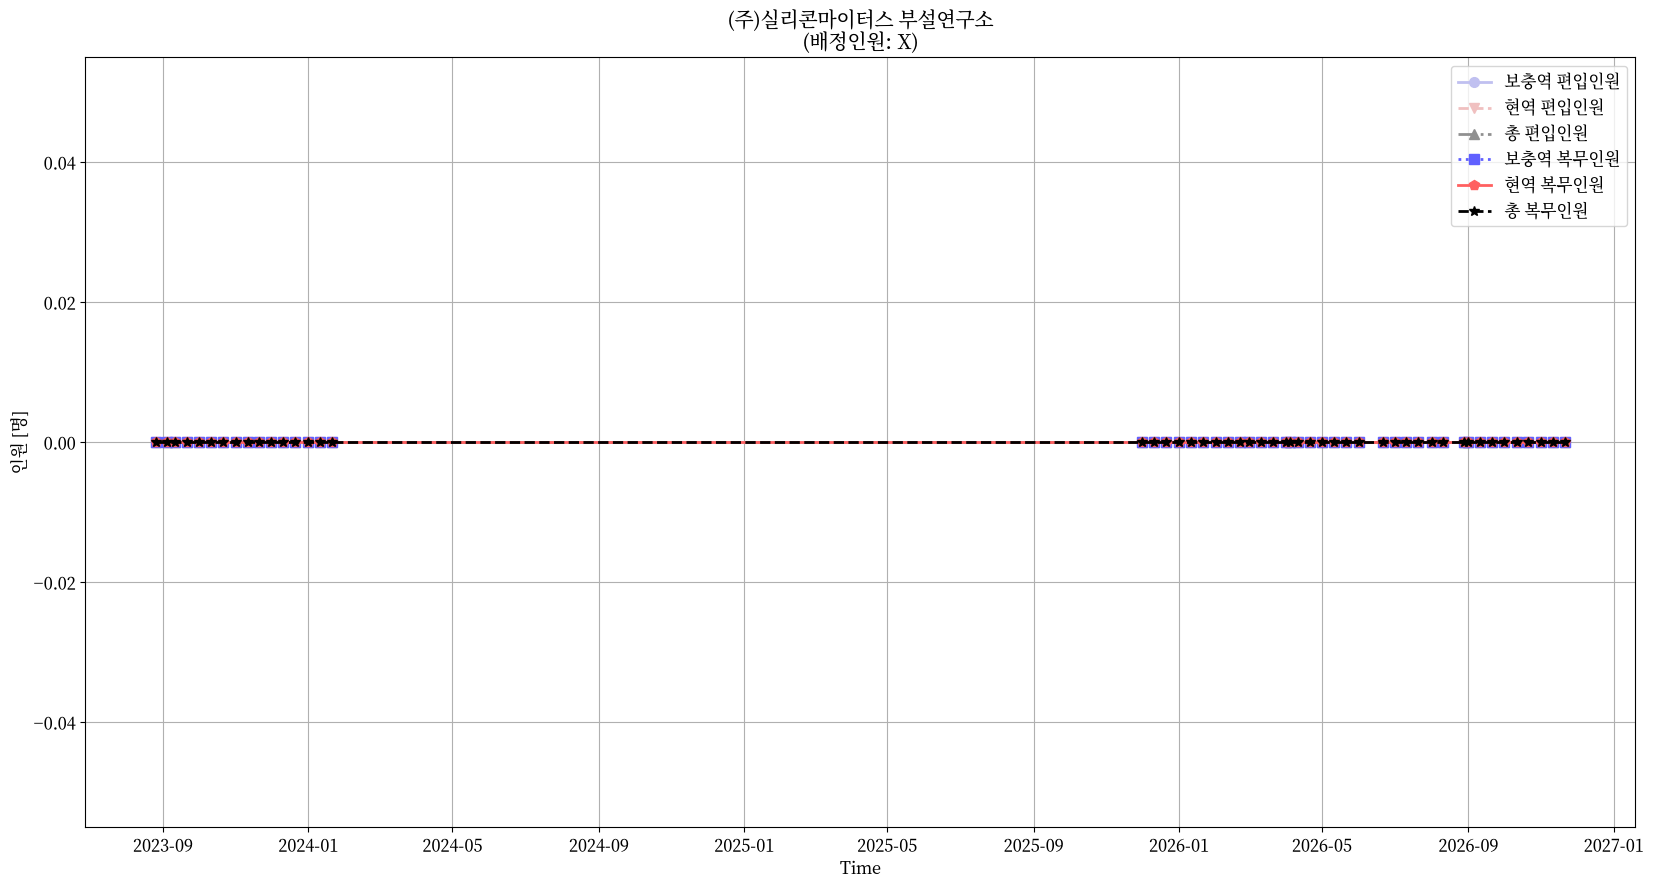 (주)실리콘마이터스 부설연구소
(배정인원: X)
보충역 편입인원
현역 편입인원
총 편입인원
보충역 복무인원
현역 복무인원
총 복무인원
인원 [명]
0.04
0.02
0.00
−0.02
−0.04
2023-09 2024-01 2024-05 2024-09 2025-01 2025-05 2025-09 2026-01 2026-05 2026-09 2027-01
Time